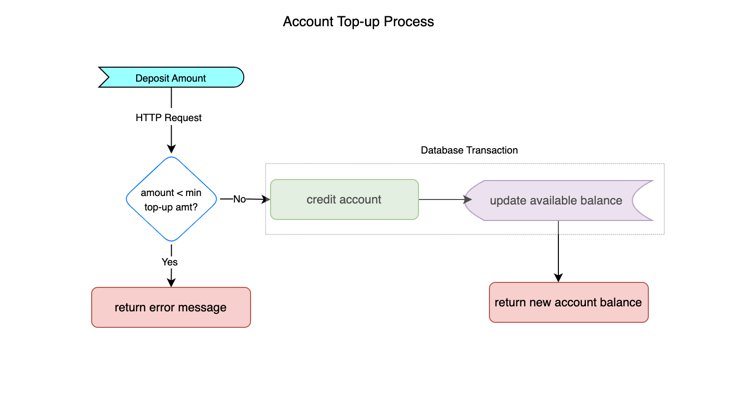 Account Top-up Process
Deposit Amount
HTTP Request
Database Transaction
amount < min
top-up amt?
No
credit account
update available balance
Yes
return error message
return new account balance